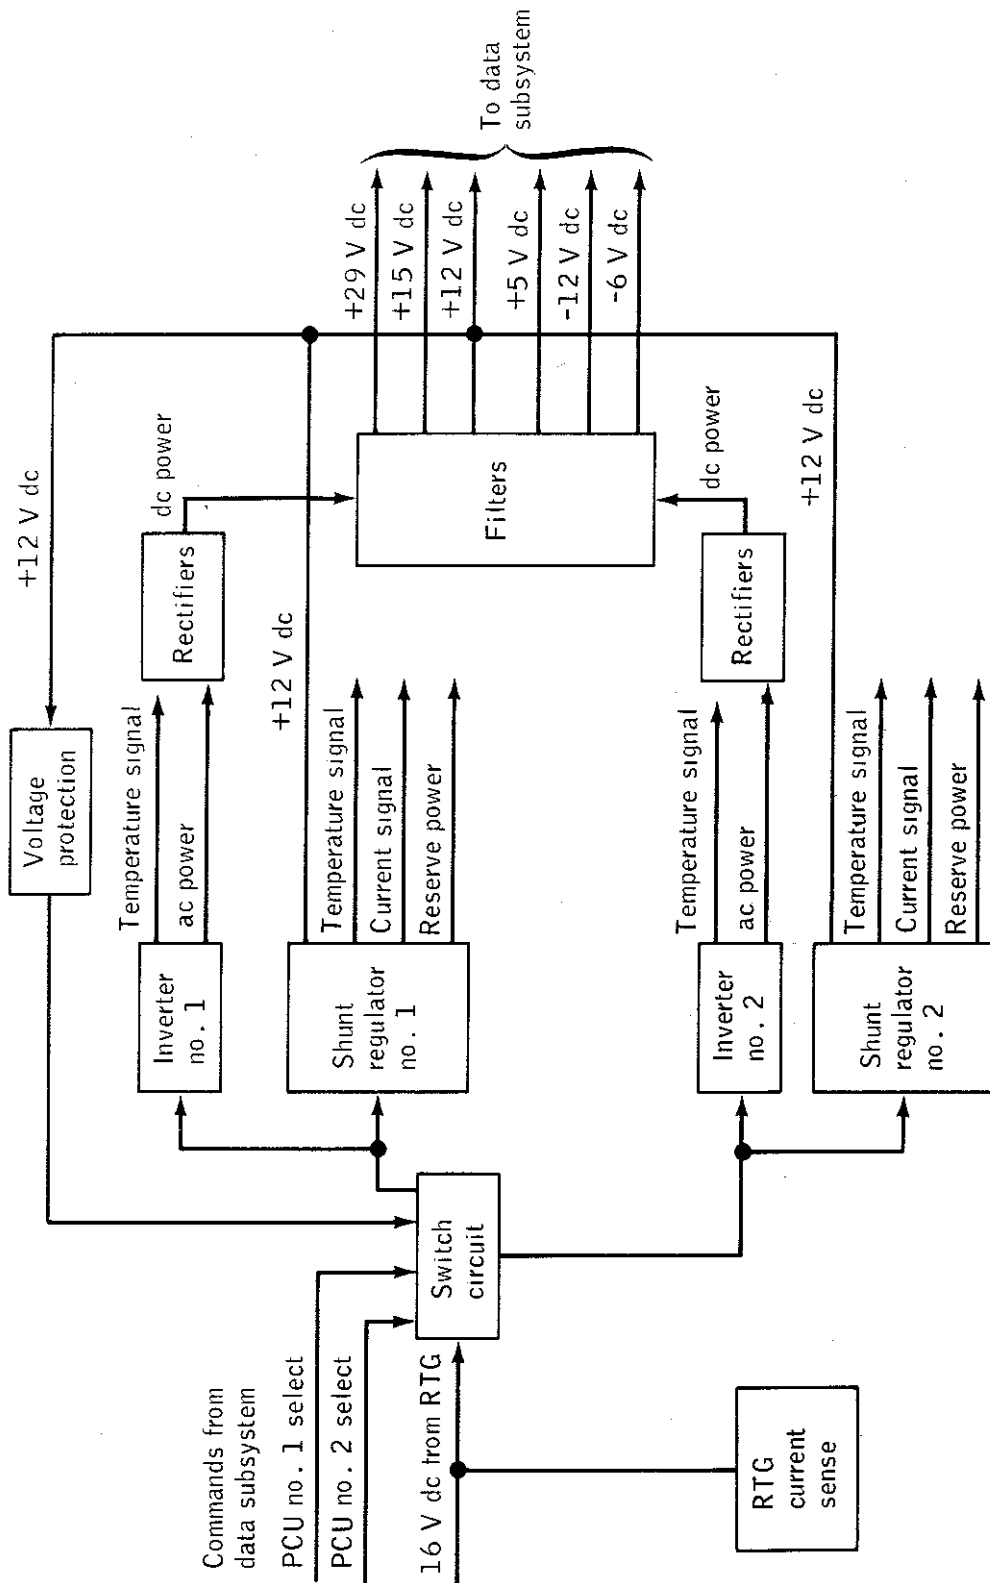 Commands from
data subsystem
PCU no. 1 select
PCU no. 2 select
16 V dc from RTG
RTG
current
sense
Switch
circuit
Voltage
protection
+12 V dc
Inverter
no. 1
Temperature signal
ac power
Rectifiers
dc power
Shunt
regulator
no. 1
+12 V dc
Temperature signal
Current signal
Reserve power
Filters
+29 V dc
+15 V dc
+12 V dc
+5 V dc
-12 V dc
-6 V dc
To data
subsystem
Inverter
no. 2
Temperature signal
ac power
Rectifiers
dc power
Shunt
regulator
no. 2
+12 V dc
Temperature signal
Current signal
Reserve power